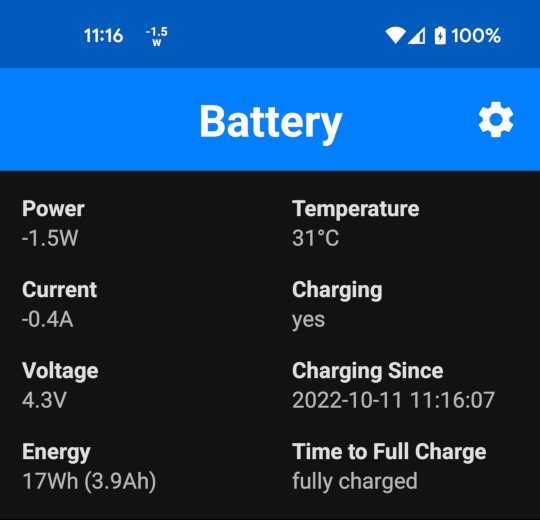 11:16 -1.5 W 100%
Battery
Power Temperature
-1.5W 31°C
Current Charging
-0.4A yes
Voltage Charging Since
4.3V 2022-10-11 11:16:07
Energy Time to Full Charge
17Wh (3.9Ah) fully charged